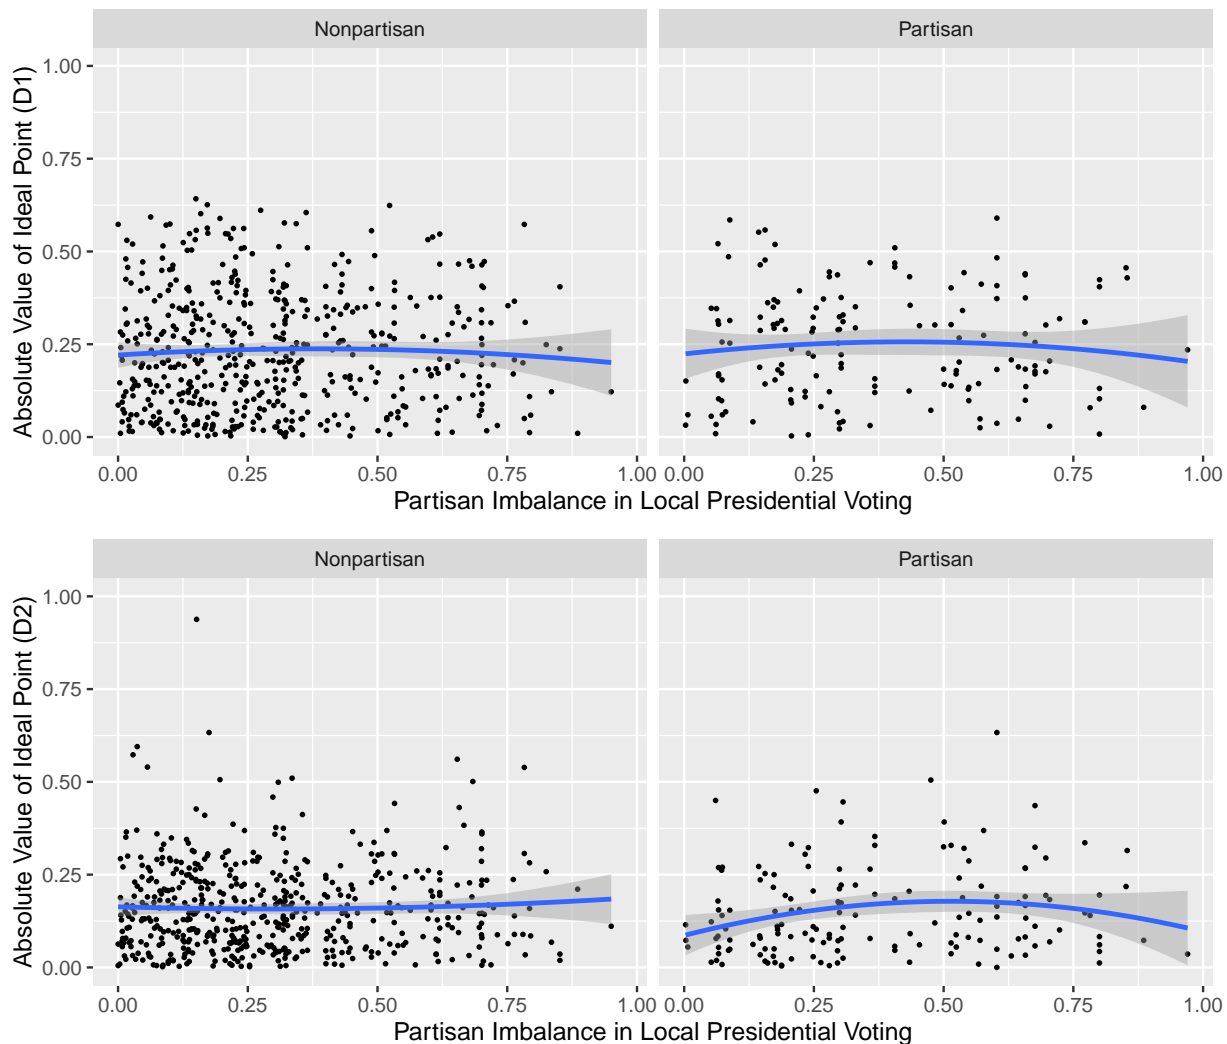 Nonpartisan Partisan
Absolute Value of Ideal Point (D1)
1.00
0.75
0.50
0.25
0.00
0.00 0.25 0.50 0.75 1.00 0.00 0.25 0.50 0.75 1.00
Partisan Imbalance in Local Presidential Voting
Nonpartisan Partisan
Absolute Value of Ideal Point (D2)
1.00
0.75
0.50
0.25
0.00
0.00 0.25 0.50 0.75 1.00 0.00 0.25 0.50 0.75 1.00
Partisan Imbalance in Local Presidential Voting